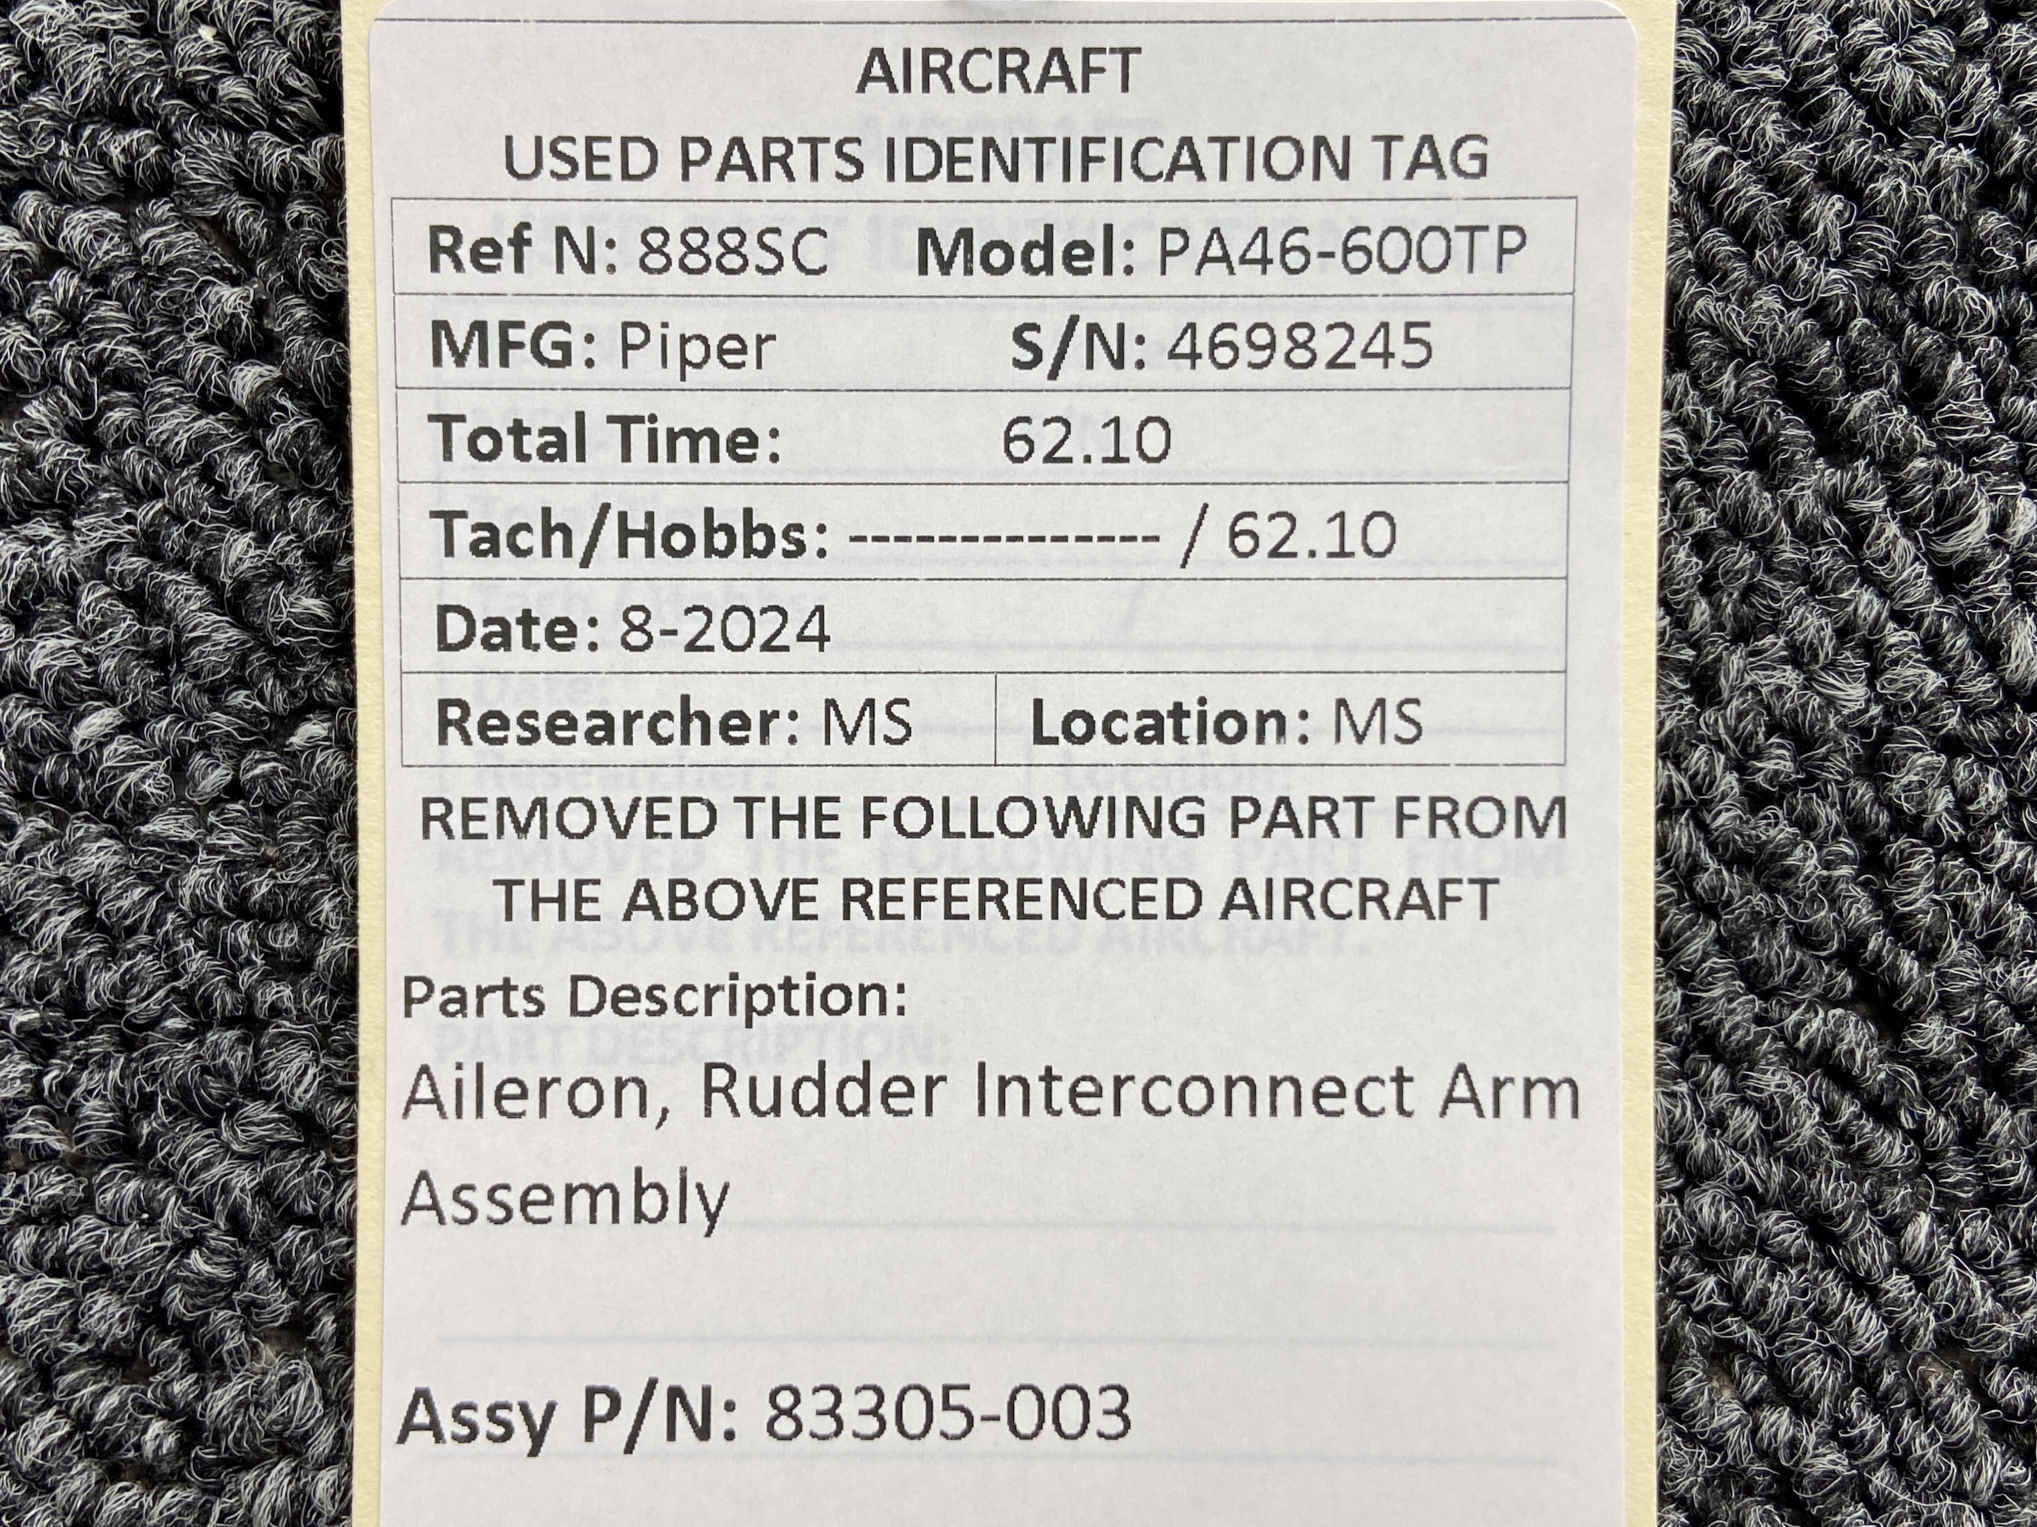 AIRCRAFT
USED PARTS IDENTIFICATION TAG
Ref N: 888SC Model: PA46-600TP
MFG: Piper S/N: 4698245
Total Time: 62.10
Tach/Hobbs: -------------- / 62.10
Date: 8-2024
Researcher: MS Location: MS
REMOVED THE FOLLOWING PART FROM
THE ABOVE REFERENCED AIRCRAFT
Parts Description:
Aileron, Rudder Interconnect Arm
Assembly
Assy P/N: 83305-003